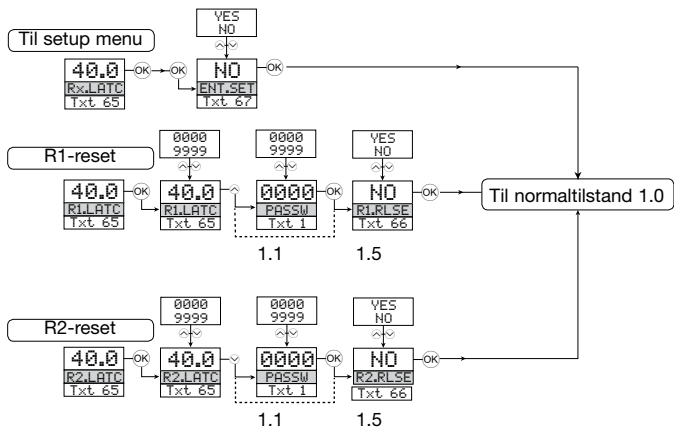 YES
NO
Til setup menu
40.0 OK OK NO OK
Rx.LATC ENT.SET
Txt 65 Txt 67
0000 0000 YES
9999 9999 NO
R1-reset
40.0 OK 40.0 0000 OK NO OK
R1.LATC R1.LATC PASSW R1.RLSE
Txt 65 Txt 65 Txt 1 Txt 66
Til normaltilstand 1.0
1.1 1.5
0000 0000 YES
9999 9999 NO
R2-reset
40.0 OK 40.0 0000 OK NO OK
R2.LATC R2.LATC PASSW R2.RLSE
Txt 65 Txt 65 Txt 1 Txt 66
1.1 1.5